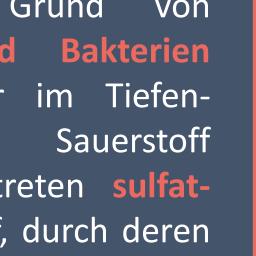 Grund von
d Bakterien
r im Tiefen-
Sauerstoff
treten sulfat-
, durch deren